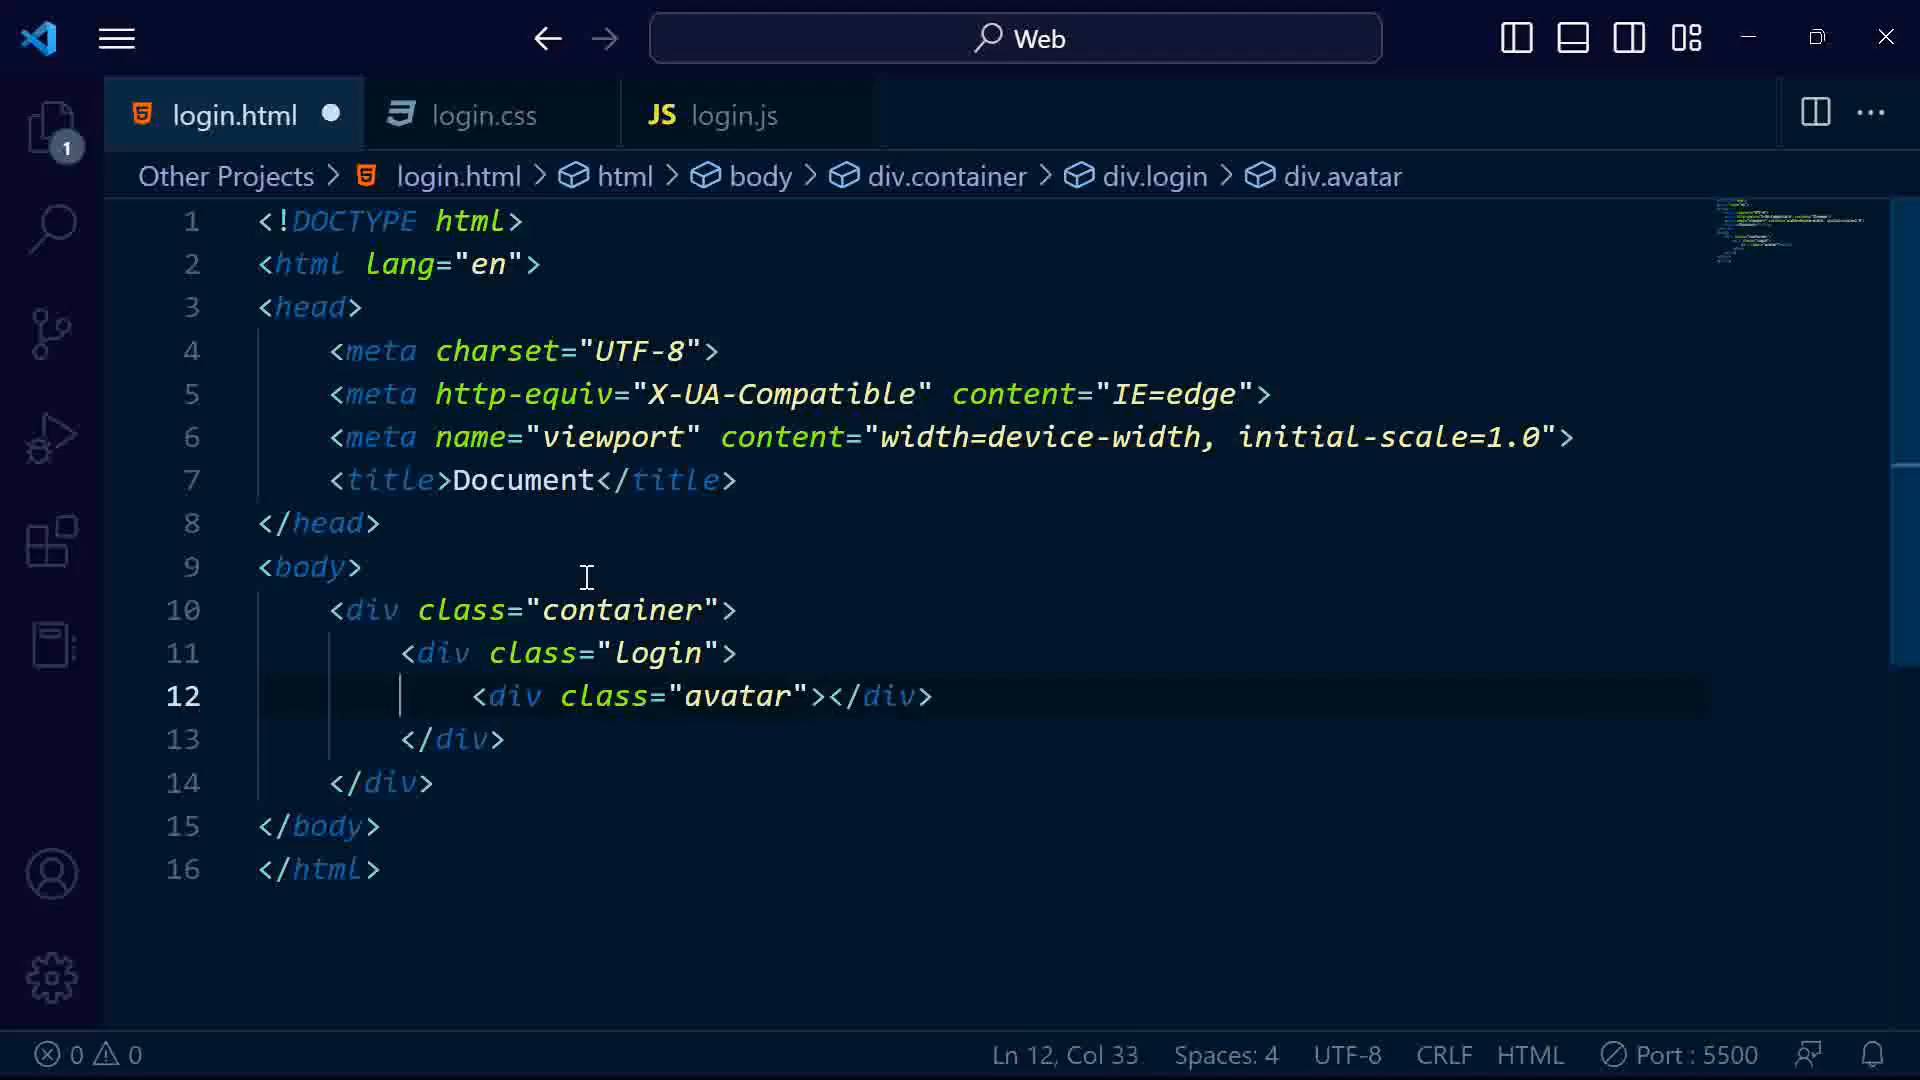 Web
login.html
login.css
JS login.js
Other Projects > login.html > html > body > div.container > div.login > div.avatar
1 <!DOCTYPE html>
2 <html lang="en">
3 <head>
4 <meta charset="UTF-8">
5 <meta http-equiv="X-UA-Compatible" content="IE=edge">
6 <meta name="viewport" content="width=device-width, initial-scale=1.0">
7 <title>Document</title>
8 </head>
9 <body>
10 <div class="container">
11 <div class="login">
12 <div class="avatar"></div>
13 </div>
14 </div>
15 </body>
16 </html>
1
0 0 Ln 12, Col 33 Spaces: 4 UTF-8 CRLF HTML Port : 5500